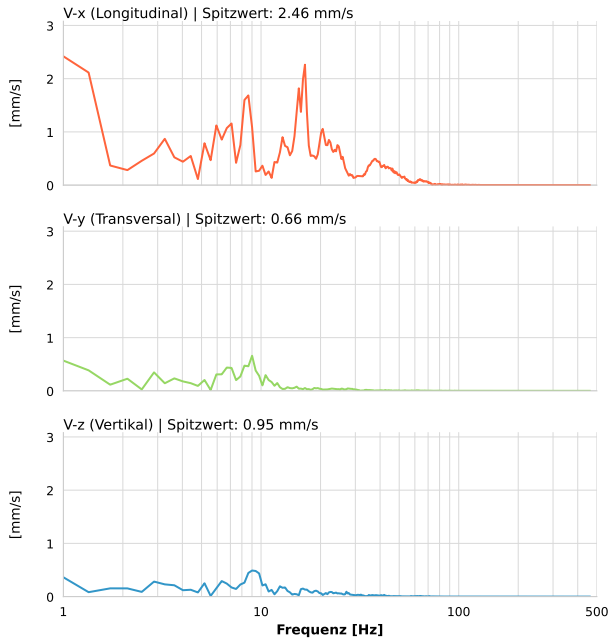 V-x (Longitudinal) | Spitzwert: 2.46 mm/s
3
2
1
0
[mm/s]
V-y (Transversal) | Spitzwert: 0.66 mm/s
3
2
1
0
[mm/s]
V-z (Vertikal) | Spitzwert: 0.95 mm/s
3
2
1
0
[mm/s]
1 10 100 500
Frequenz [Hz]